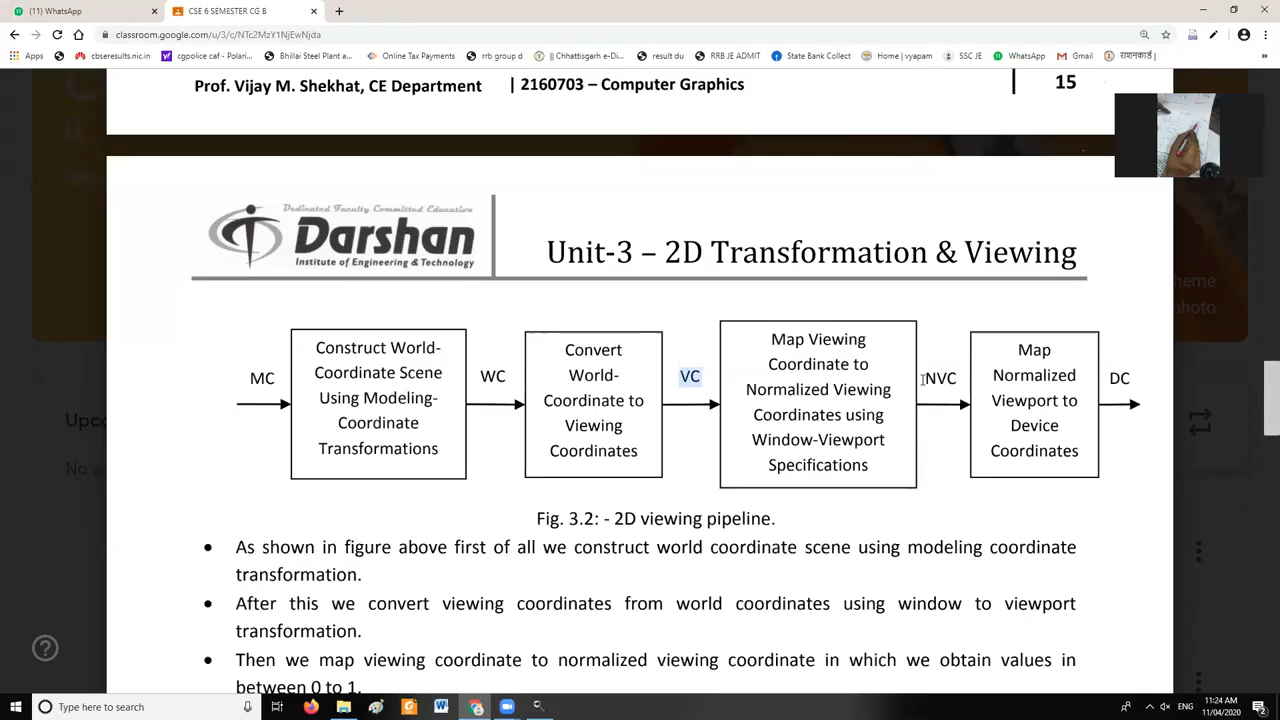 (11) WhatsApp
CSE 6 SEMESTER CG B
classroom.google.com/u/3/c/NTc2MzY1NjEwNjda
Apps
cbseresults.nic.in
cgpolice caf - Polari...
Bhillai Steel Plant a...
Online Tax Payments
rrb group d
|| Chhattisgarh e-Di...
result du
RRB JE ADMIT
State Bank Collect
Home | vyapam
SSC JE
WhatsApp
Gmail
राशनकार्ड |
»
Prof. Vijay M. Shekhat, CE Department | 2160703 – Computer Graphics
15
Dedicated Faculty Committed Education
Darshan
Institute of Engineering & Technology
Unit-3 – 2D Transformation & Viewing
MC
Construct World-
Coordinate Scene
Using Modeling-
Coordinate
Transformations
WC
Convert
World-
Coordinate to
Viewing
Coordinates
VC
Map Viewing
Coordinate to
Normalized Viewing
Coordinates using
Window-Viewport
Specifications
NVC
Map
Normalized
Viewport to
Device
Coordinates
DC
Fig. 3.2: - 2D viewing pipeline.
• As shown in figure above first of all we construct world coordinate scene using modeling coordinate
transformation.
• After this we convert viewing coordinates from world coordinates using window to viewport
transformation.
• Then we map viewing coordinate to normalized viewing coordinate in which we obtain values in
between 0 to 1.
Type here to search
ENG
11:24 AM
11/04/2020
2